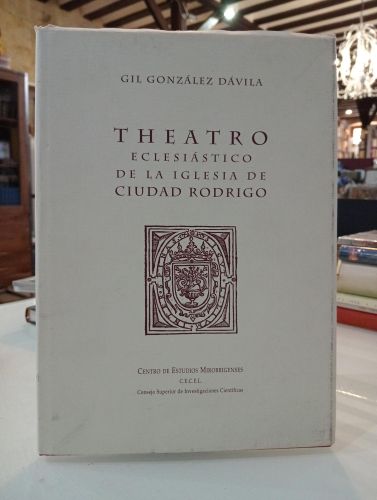 GIL GONZÁLEZ DÁVILA
THEATRO
ECLESIÁSTICO
DE LA IGLESIA DE
CIUDAD RODRIGO
CENTRO DE ESTUDIOS MIROBRIGENSES
C.E.C.E.L.
Consejo Superior de Investigaciones Científicas